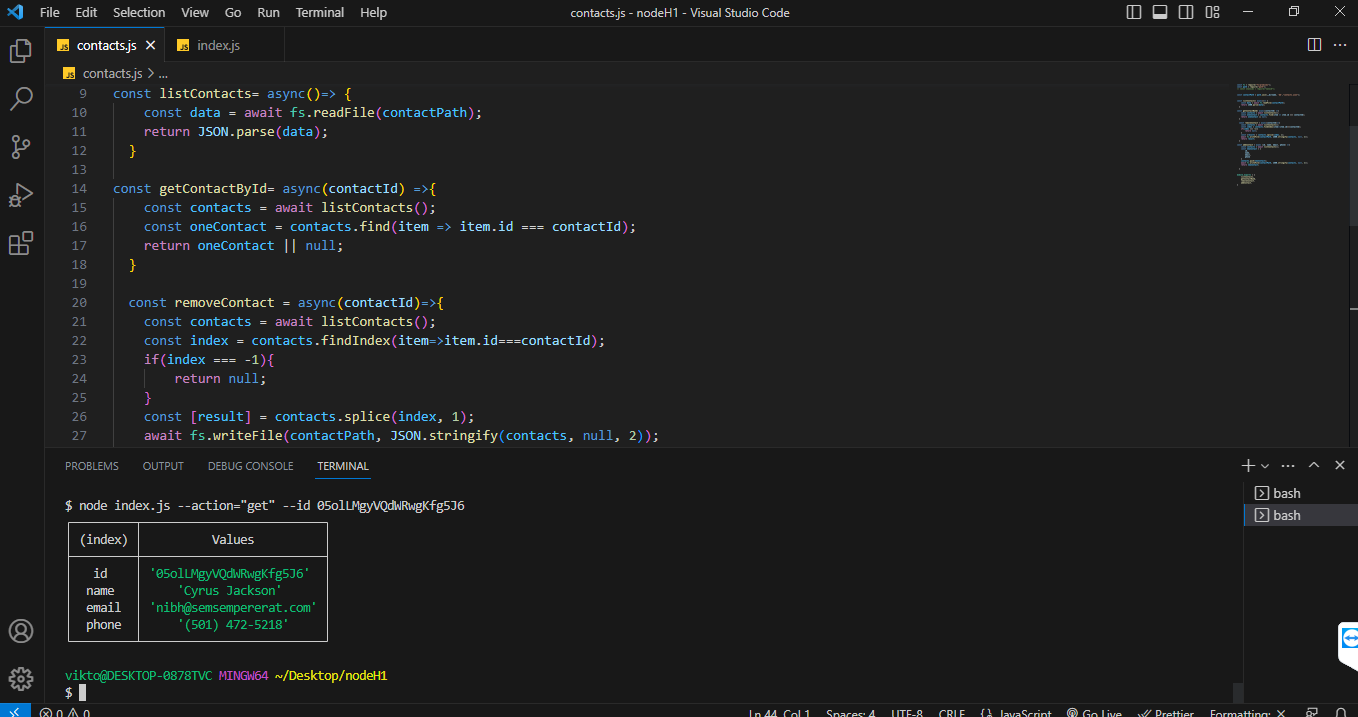 File Edit Selection View Go Run Terminal Help contacts.js - nodeH1 - Visual Studio Code
JS contacts.js JS index.js
JS contacts.js > ...
9 const listContacts= async()=> {
10 const data = await fs.readFile(contactPath);
11 return JSON.parse(data);
12 }
13
14 const getContactById= async(contactId) =>{
15 const contacts = await listContacts();
16 const oneContact = contacts.find(item => item.id === contactId);
17 return oneContact || null;
18 }
19
20 const removeContact = async(contactId)=>{
21 const contacts = await listContacts();
22 const index = contacts.findIndex(item=>item.id===contactId);
23 if(index === -1){
24 return null;
25 }
26 const [result] = contacts.splice(index, 1);
27 await fs.writeFile(contactPath, JSON.stringify(contacts, null, 2));
PROBLEMS OUTPUT DEBUG CONSOLE TERMINAL
$ node index.js --action="get" --id 05olLMgyVQdWRwgKfg5J6
(index) Values
id '05olLMgyVQdWRwgKfg5J6'
name 'Cyrus Jackson'
email 'nibh@semsempererat.com'
phone '(501) 472-5218'
vikto@DESKTOP-0878TVC MINGW64 ~/Desktop/nodeH1
$
bash
bash
0 0 Ln 44, Col 1 Spaces: 4 UTF-8 CRLF {} JavaScript Go Live Prettier Formatting: